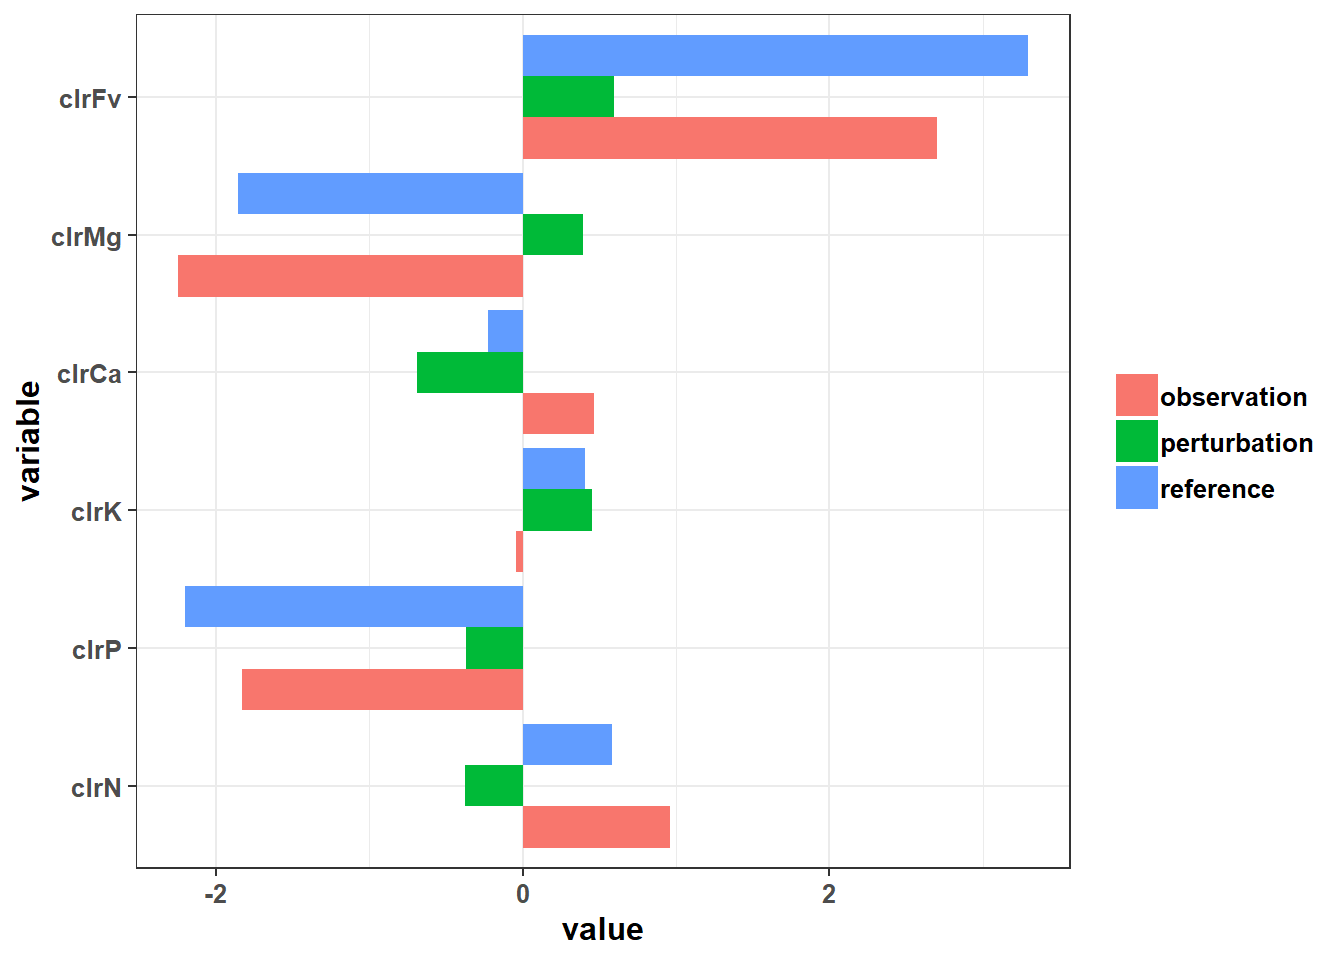 clrFv
clrMg
clrCa
clrK
clrP
clrN
variable
-2 0 2
value
observation
perturbation
reference